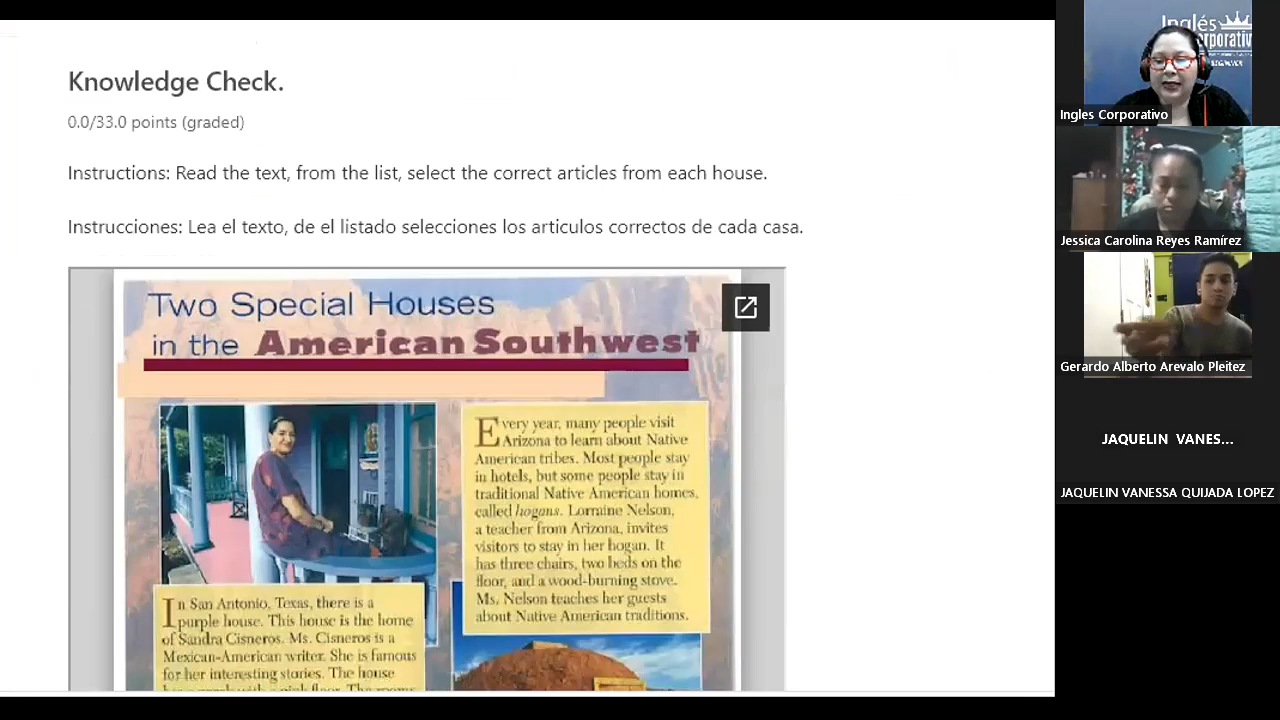 Knowledge Check.
0.0/33.0 points (graded)
Instructions: Read the text, from the list, select the correct articles from each house.
Instrucciones: Lea el texto, de el listado selecciones los articulos correctos de cada casa.
Two Special Houses
in the American Southwest
Every year, many people visit
Arizona to learn about Native
American tribes. Most people stay
in hotels, but some people stay in
traditional Native American homes,
called hogans. Lorraine Nelson,
a teacher from Arizona, invites
visitors to stay in her hogan. It
has three chairs, two beds on the
floor, and a wood-burning stove.
Ms. Nelson teaches her guests
about Native American traditions.
In San Antonio, Texas, there is a
purple house. This house is the home
of Sandra Cisneros. Ms. Cisneros is a
Mexican-American writer. She is famous
for her interesting stories. The house
Inglés
Ingles Corporativo
Jessica Carolina Reyes Ramírez
Gerardo Alberto Arevalo Pleitez
JAQUELIN VANES...
JAQUELIN VANESSA QUIJADA LOPEZ